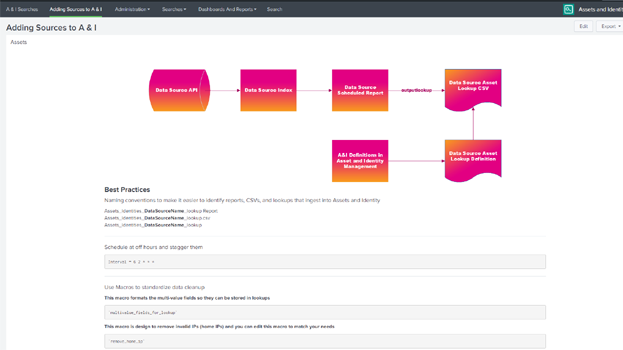 A & I Searches Adding Sources to A & I Administration Searches Dashboards And Reports Search Assets and Identi
Adding Sources to A & I
Edit Export
Assets
Data Source API
Data Source Index
Data Source
Scheduled Report
outputlookup
Data Source Asset
Lookup CSV
A&I Definitions in
Asset and Identity
Management
Data Source Asset
Lookup Definition
Best Practices
Naming conventions to make it easier to identify reports, CSVs, and lookups that ingest into Assets and Identity
Assets_Identities_DataSourceName_lookup Report
Assets_Identities_DataSourceName_lookup.csv
Assets_Identities_DataSourceName_lookup
Schedule at off hours and stagger them
Use Macros to standardize data cleanup
This macro formats the multi-value fields so they can be stored in lookups
`multivalue_fields_for_lookup`
This macro is design to remove invalid IPs (home IPs) and you can edit this macro to match your needs
`remove_home_ip`